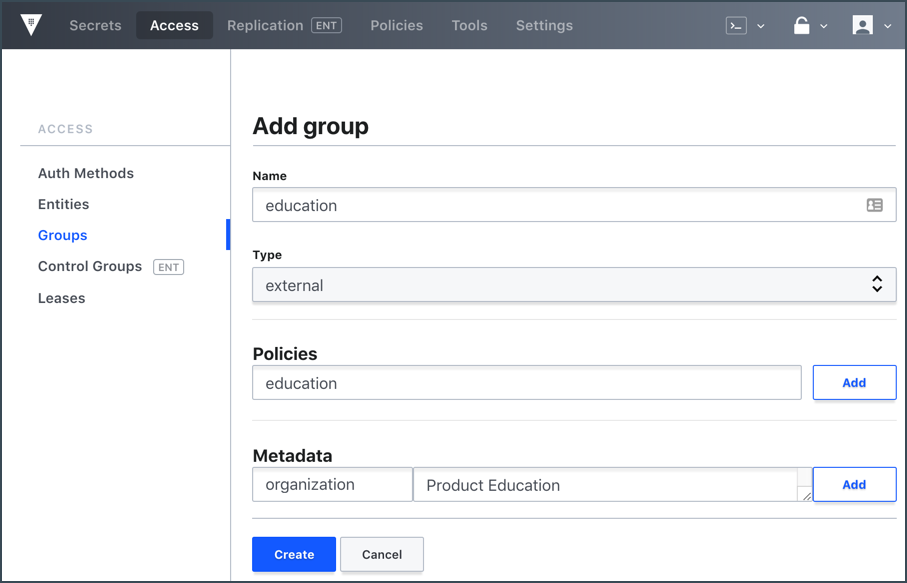 Secrets Access Replication ENT Policies Tools Settings
ACCESS
Auth Methods
Entities
Groups
Control Groups ENT
Leases
Add group
Name
education
Type
external
Policies
education Add
Metadata
organization Product Education Add
Create Cancel